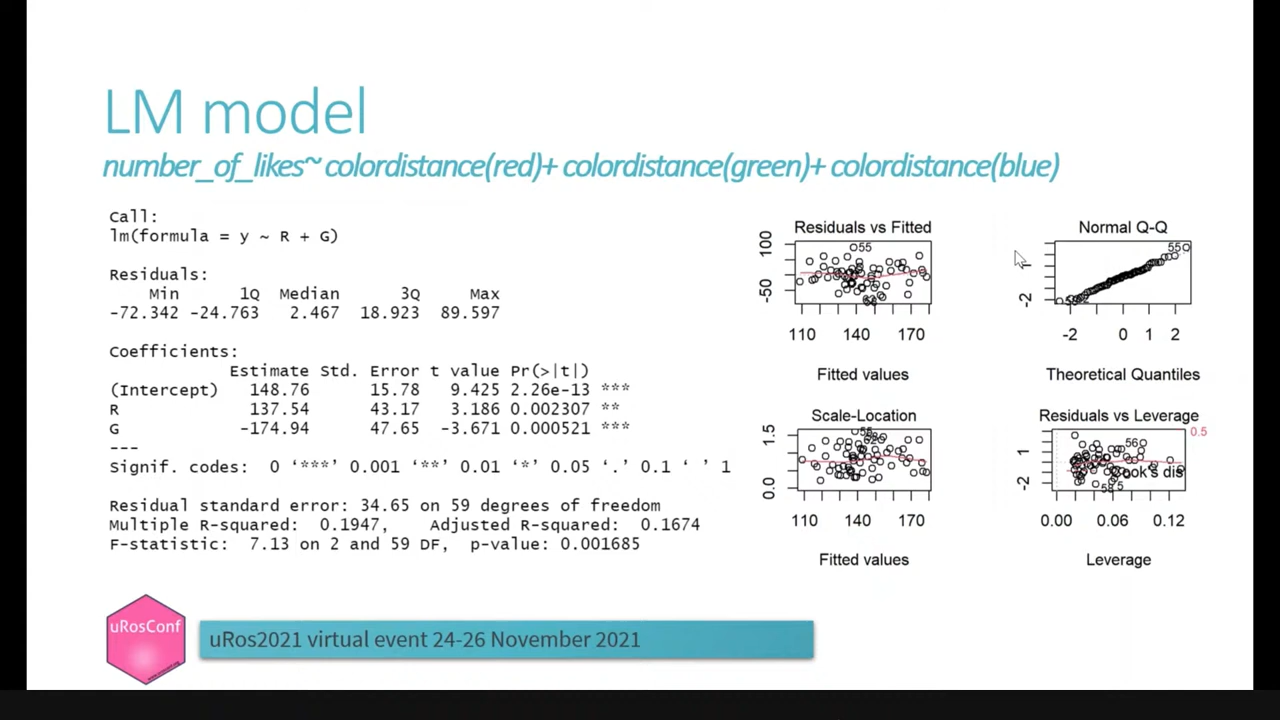 LM model
number_of_likes~ colordistance(red)+ colordistance(green)+ colordistance(blue)
Call:
lm(formula = y ~ R + G)
Residuals:
Min 1Q Median 3Q Max
-72.342 -24.763 2.467 18.923 89.597
Coefficients:
Estimate Std. Error t value Pr(>|t|)
(Intercept) 148.76 15.78 9.425 2.26e-13 ***
R 137.54 43.17 3.186 0.002307 **
G -174.94 47.65 -3.671 0.000521 ***
---
Signif. codes: 0 ‘***’ 0.001 ‘**’ 0.01 ‘*’ 0.05 ‘.’ 0.1 ‘ ’ 1
Residual standard error: 34.65 on 59 degrees of freedom
Multiple R-squared: 0.1947, Adjusted R-squared: 0.1674
F-statistic: 7.13 on 2 and 59 DF, p-value: 0.001685
Residuals vs Fitted
100
-50
55
110 140 170
Fitted values
Normal Q-Q
1
-2
55
-2 0 1 2
Theoretical Quantiles
Scale-Location
1.5
0.0
110 140 170
Fitted values
Residuals vs Leverage
0.5
1
-2
56
Cook's dis
0.00 0.06 0.12
Leverage
uRosConf
uRos2021 virtual event 24-26 November 2021